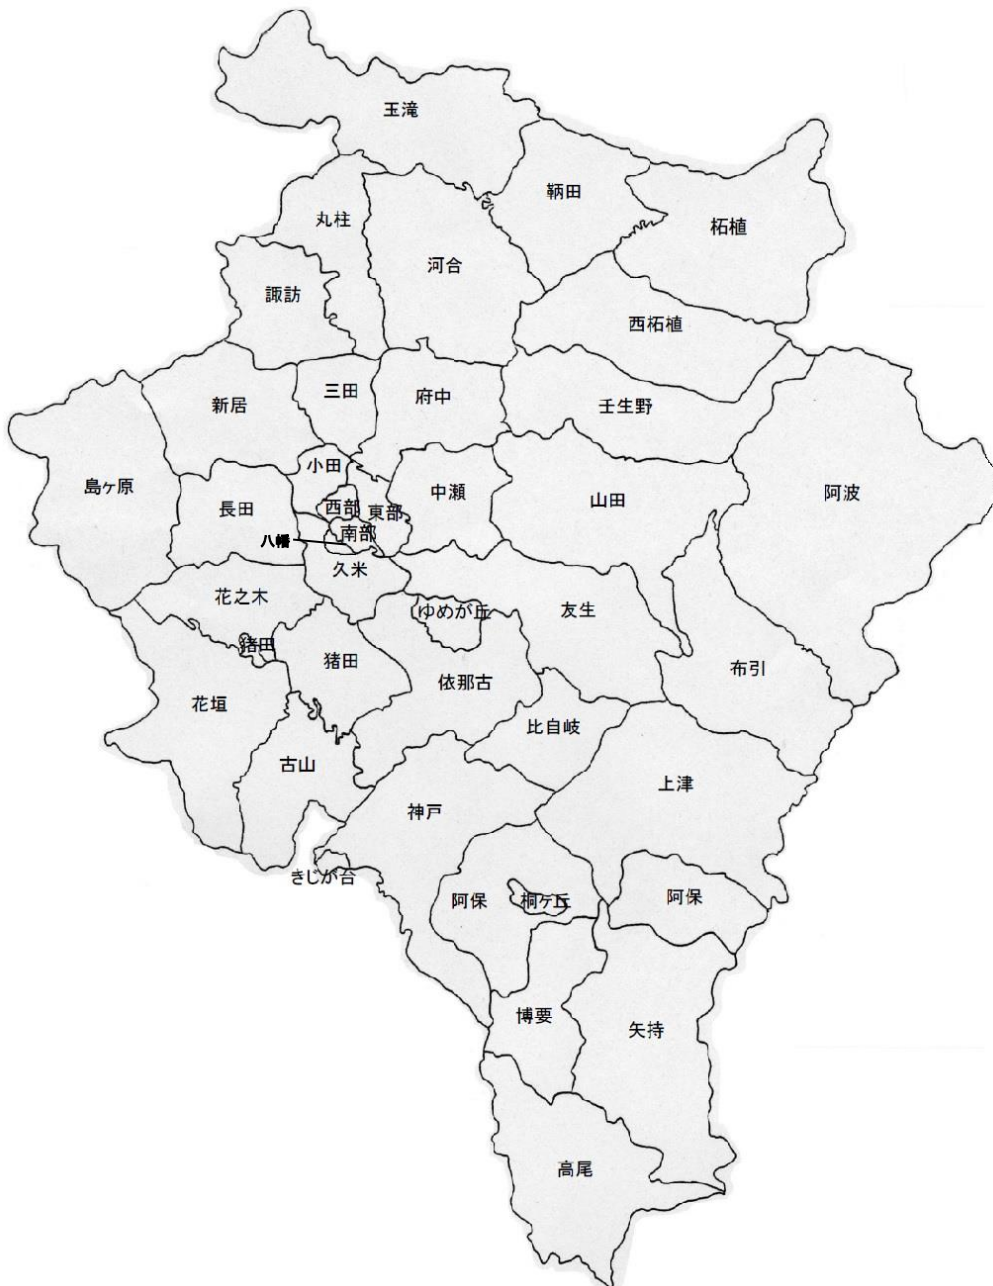 玉滝
鞆田
柘植
丸柱
河合
諏訪
西柘植
三田
府中
新居
壬生野
小田
島ヶ原
中瀬
山田
阿波
長田
西部
東部
南部
八幡
久米
花之木
ゆめが丘
友生
猪田
猪田
依那古
布引
花垣
比自岐
古山
上津
神戸
きじが台
阿保
桐ヶ丘
阿保
博要
矢持
高尾